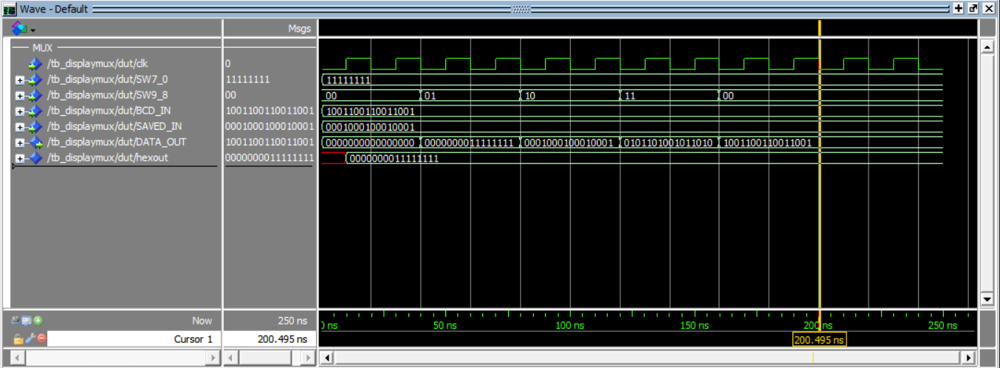 Wave - Default
Msgs
MUX
/tb_displaymux/dut/clk 0
/tb_displaymux/dut/SW7_0 11111111 11111111
/tb_displaymux/dut/SW9_8 00 00 01 10 11 00
/tb_displaymux/dut/BCD_IN 1001100110011001 1001100110011001
/tb_displaymux/dut/SAVED_IN 0001000100010001 0001000100010001
/tb_displaymux/dut/DATA_OUT 1001100110011001 0000000000000000 0000000011111111 0001000100010001 0101101001011010 1001100110011001
/tb_displaymux/dut/hexout 0000000011111111 0000000011111111
Now 250 ns 0 ns 50 ns 100 ns 150 ns 200 ns 250 ns
Cursor 1 200.495 ns 200.495 ns